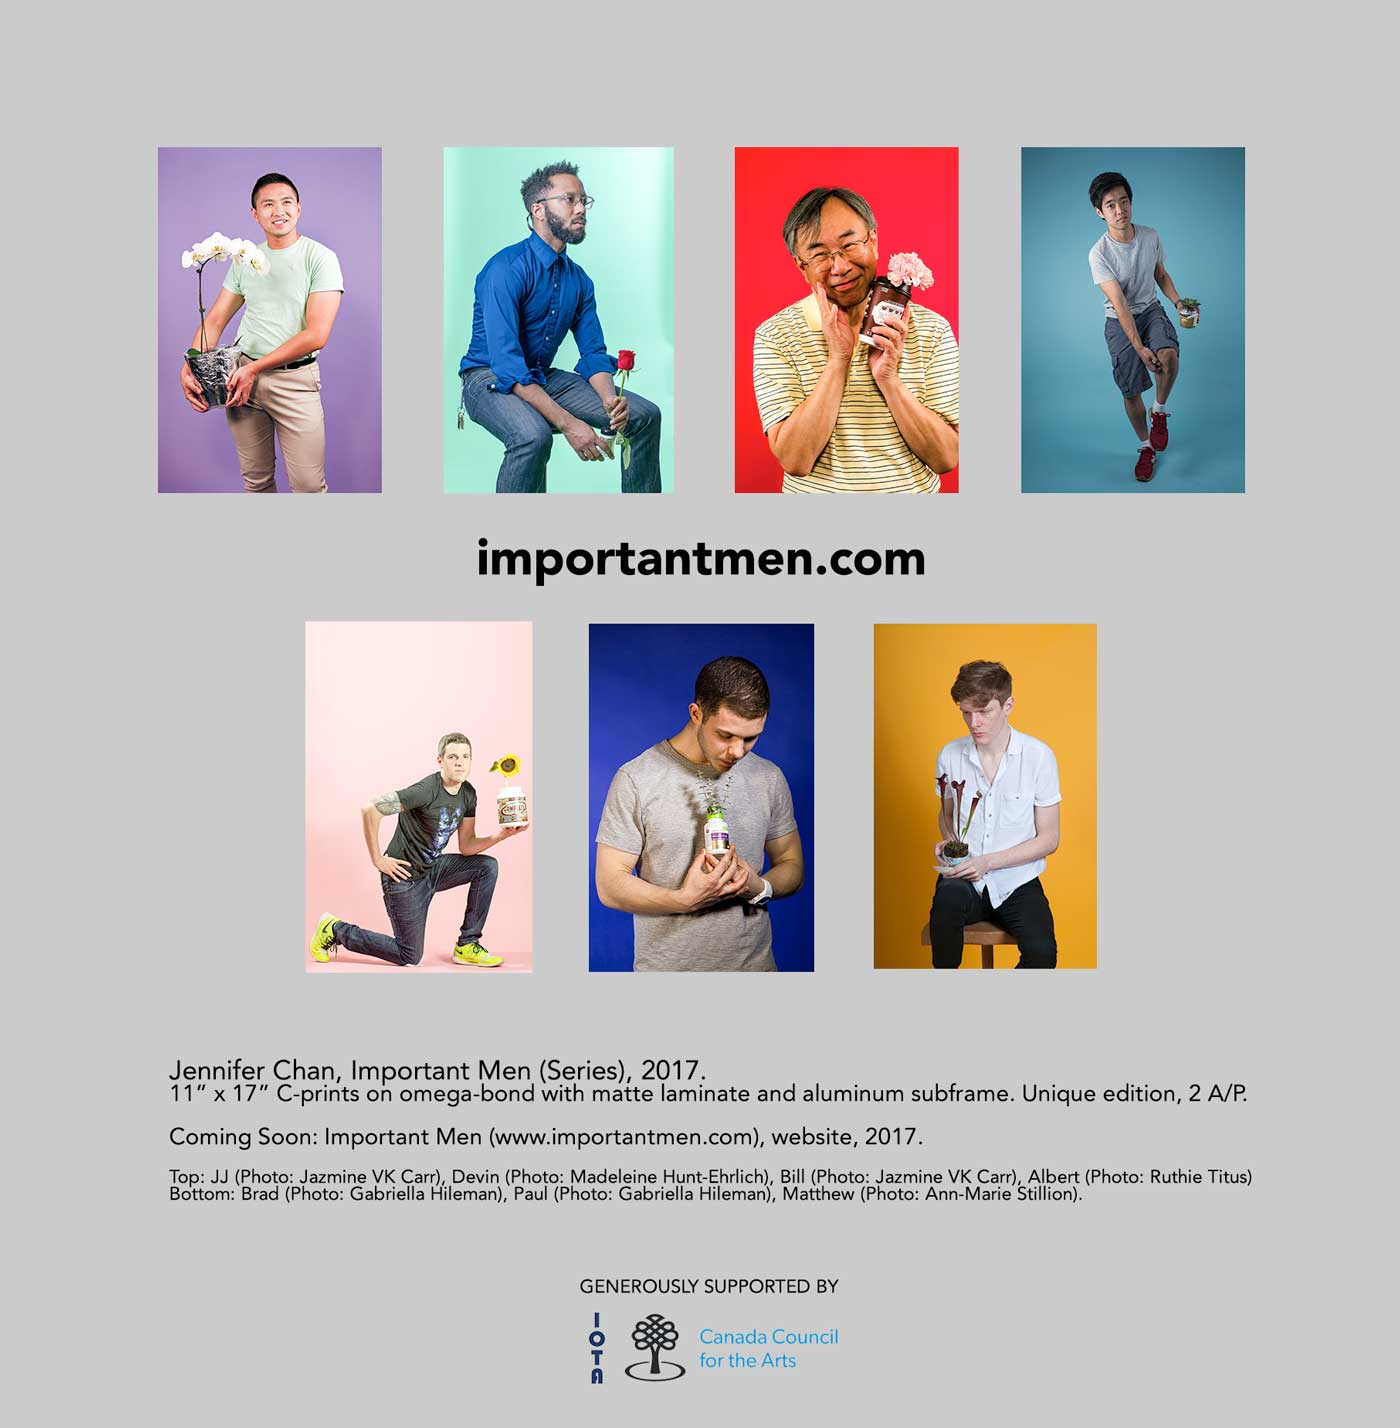 importantmen.com
Jennifer Chan, Important Men (Series), 2017.
11” x 17” C-prints on omega-bond with matte laminate and aluminum subframe. Unique edition, 2 A/P.
Coming Soon: Important Men (www.importantmen.com), website, 2017.
Top: JJ (Photo: Jazmine VK Carr), Devin (Photo: Madeleine Hunt-Ehrlich), Bill (Photo: Jazmine VK Carr), Albert (Photo: Ruthie Titus)
Bottom: Brad (Photo: Gabriella Hileman), Paul (Photo: Gabriella Hileman), Matthew (Photo: Ann-Marie Stillion).
GENEROUSLY SUPPORTED BY
IOTA
Canada Council
for the Arts